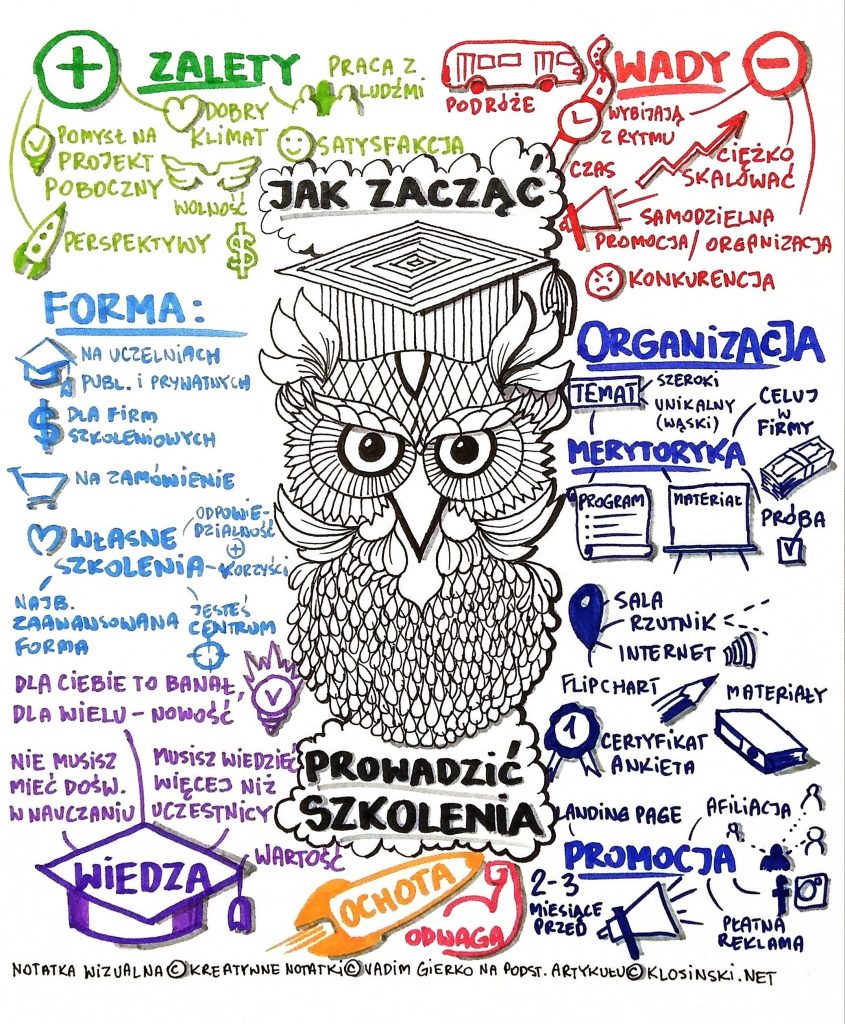 + ZALETY
PRACA Z
LUDŹMI
DOBRY
KLIMAT
POMYSŁ NA
PROJEKT
POBOCZNY
SATYSFAKCJA
WOLNOŚĆ
PERSPEKTYWY
$
WADY -
PODRÓŻE
WYBIJAJĄ
Z RYTMU
CZAS
CIĘŻKO
SKALOWAĆ
SAMODZIELNA
PROMOCJA/ORGANIZACJA
KONKURENCJA
JAK ZACZĄĆ
PROWADZIĆ
SZKOLENIA
FORMA:
NA UCZELNIACH
PUBL. I PRYWATNYCH
$ DLA FIRM
SZKOLENIOWYCH
NA ZAMÓWIENIE
WŁASNE
SZKOLENIA-
ODPOWIE-
DZIALNOŚĆ
+
KORZYŚCI
NAJB.
ZAAWANSOWANA
FORMA
JESTEŚ
CENTRUM
ORGANIZACJA
TEMAT
SZEROKI
UNIKALNY
(WĄSKI)
CELUJ
W
FIRMY
MERYTORYKA
PROGRAM
MATERIAŁ
PRÓBA
SALA
RZUTNIK
INTERNET
FLIPCHART
MATERIAŁY
1
CERTYFIKAT
ANKIETA
DLA CIEBIE TO BANAŁ,
DLA WIELU – NOWOŚĆ
NIE MUSISZ
MIEĆ DOŚW.
W NAUCZANIU
MUSISZ WIEDZIEĆ
WIĘCEJ NIŻ
UCZESTNICY
WARTOŚĆ
WIEDZA
OCHOTA
ODWAGA
LANDING PAGE
AFILIACJA
PROMOCJA
2-3
MIESIĄCE
PRZED
f
PŁATNA
REKLAMA
NOTATKA WIZUALNA © KREATYWNE NOTATKI © VADIM GIERKO NA PODST. ARTYKUŁU © KLOSINSKI.NET